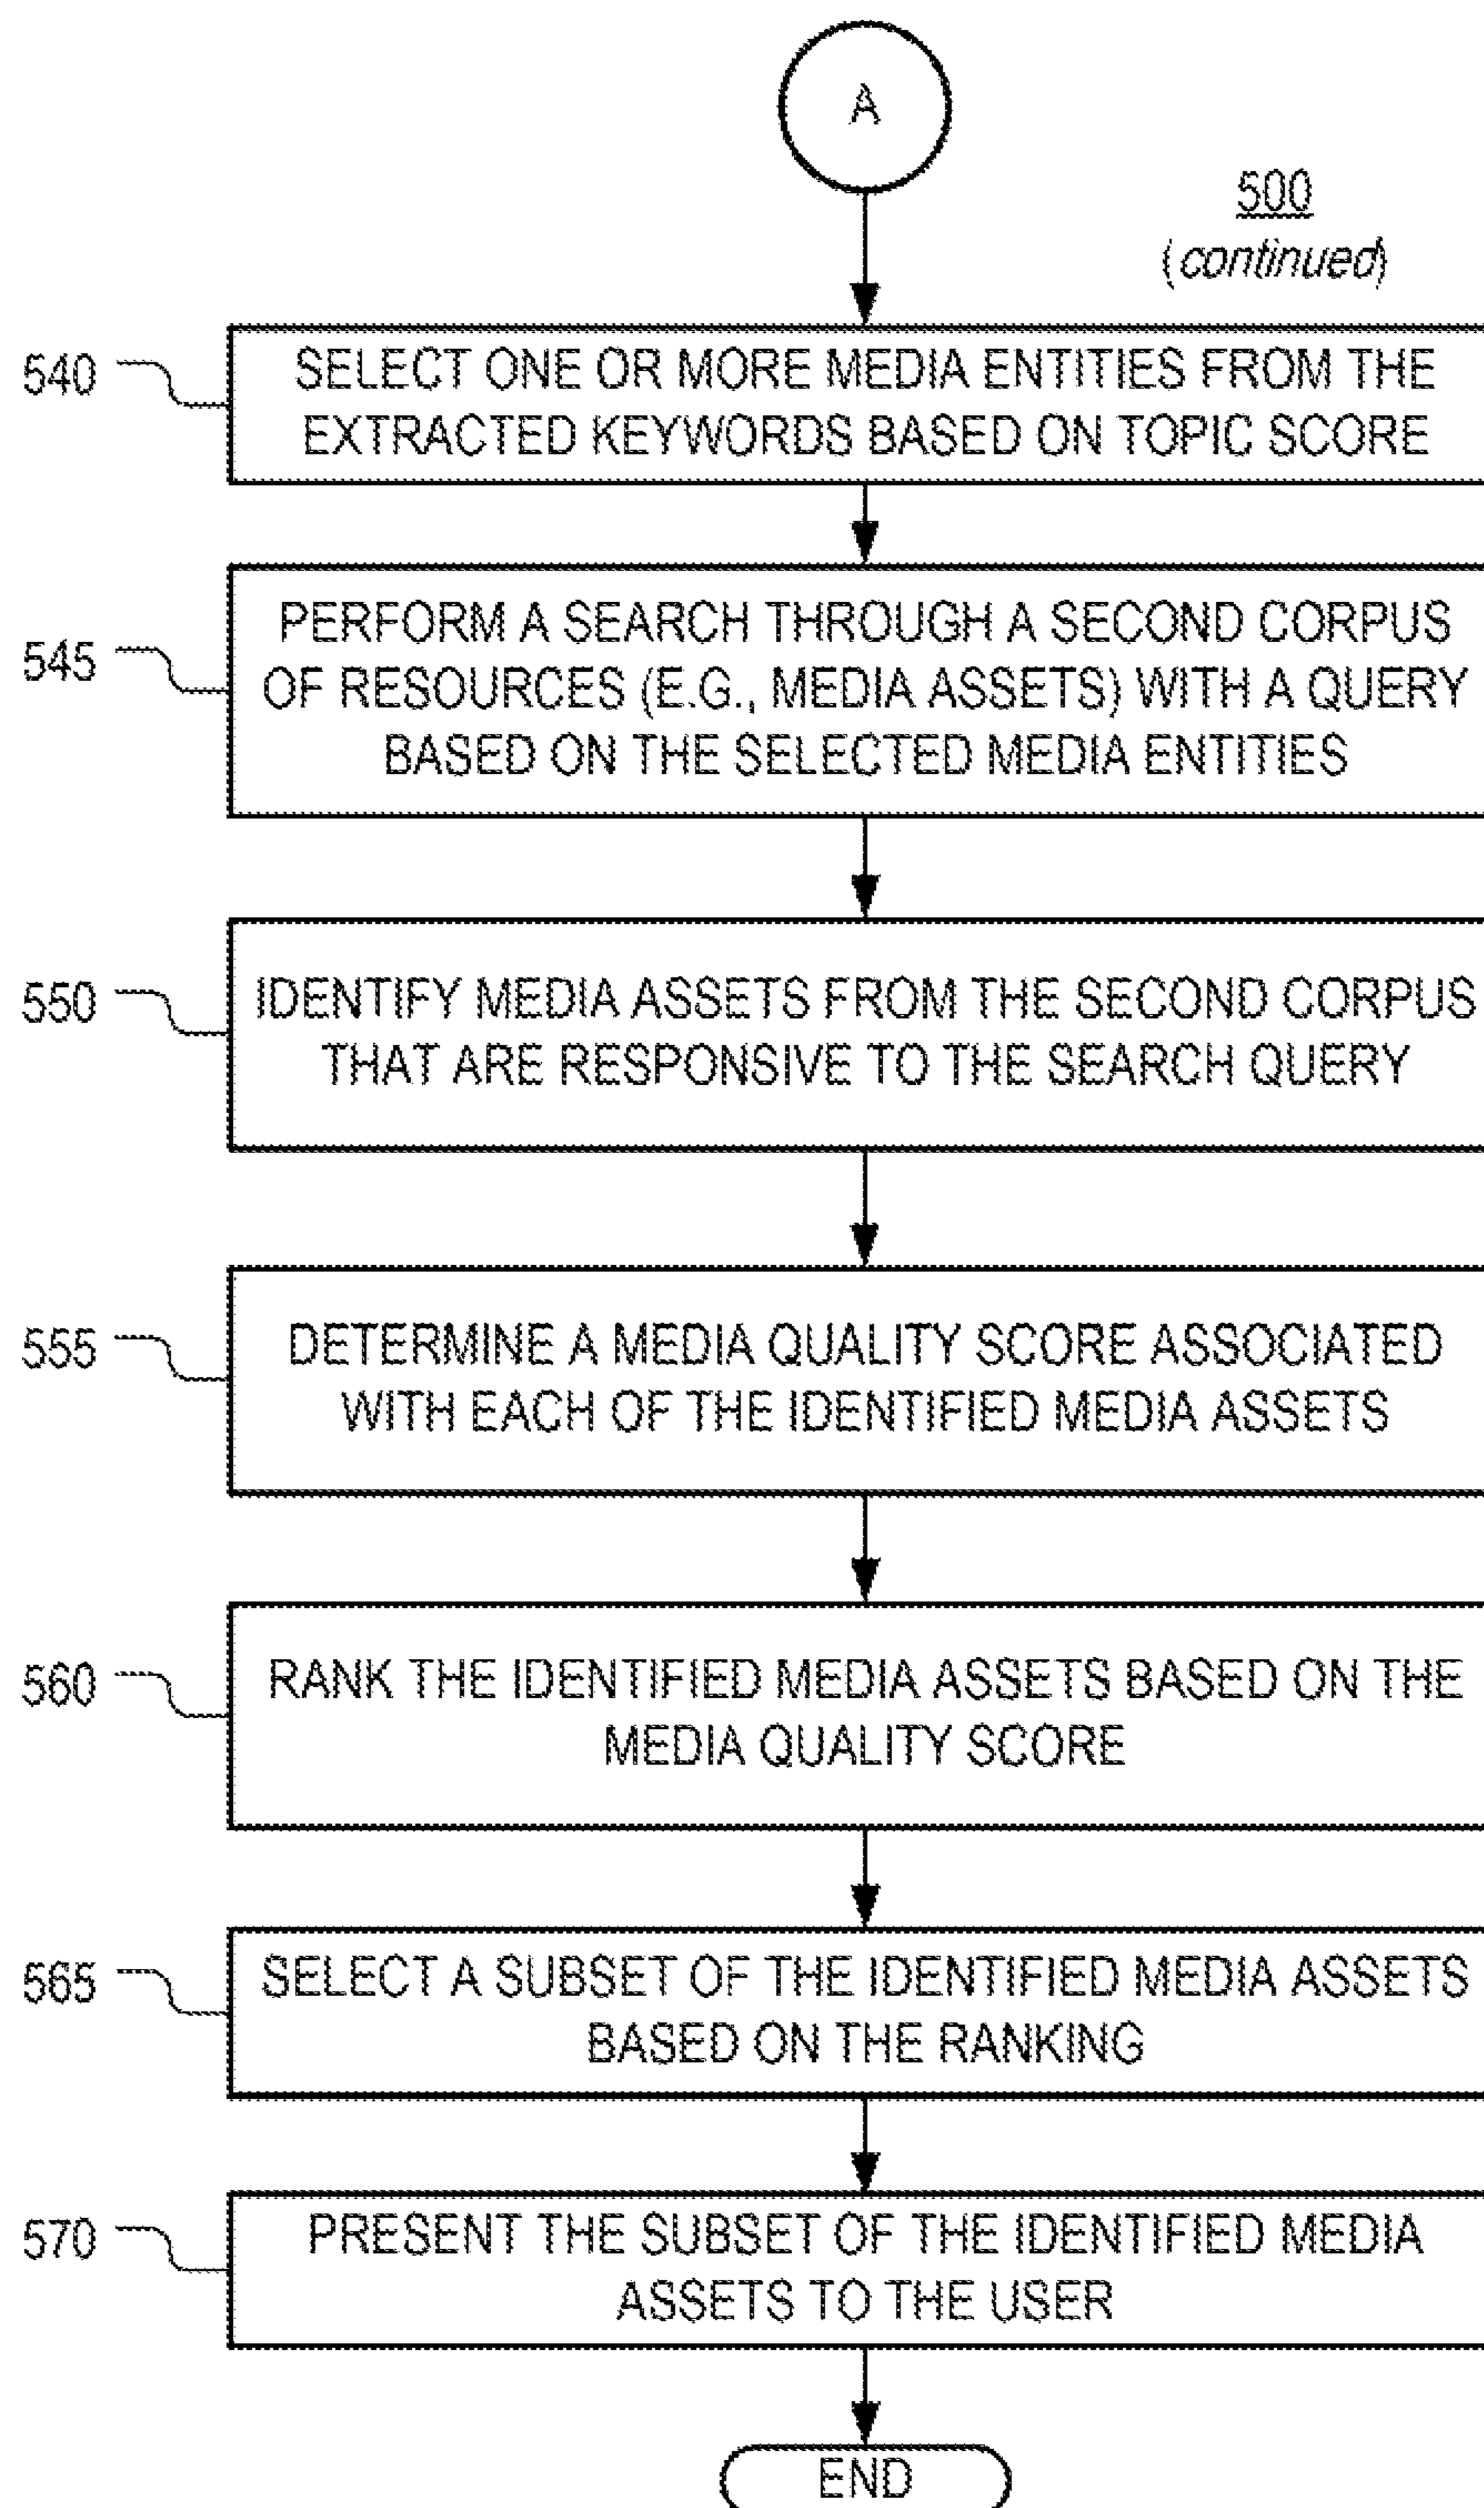 A
500
(continued)
540
SELECT ONE OR MORE MEDIA ENTITIES FROM THE
EXTRACTED KEYWORDS BASED ON TOPIC SCORE
545
PERFORM A SEARCH THROUGH A SECOND CORPUS
OF RESOURCES (E.G., MEDIA ASSETS) WITH A QUERY
BASED ON THE SELECTED MEDIA ENTITIES
550
IDENTIFY MEDIA ASSETS FROM THE SECOND CORPUS
THAT ARE RESPONSIVE TO THE SEARCH QUERY
555
DETERMINE A MEDIA QUALITY SCORE ASSOCIATED
WITH EACH OF THE IDENTIFIED MEDIA ASSETS
560
RANK THE IDENTIFIED MEDIA ASSETS BASED ON THE
MEDIA QUALITY SCORE
565
SELECT A SUBSET OF THE IDENTIFIED MEDIA ASSETS
BASED ON THE RANKING
570
PRESENT THE SUBSET OF THE IDENTIFIED MEDIA
ASSETS TO THE USER
END